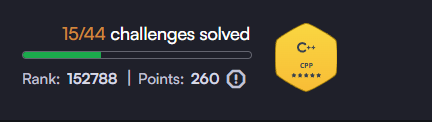 15/44 challenges solved
Rank: 152788 | Points: 260
C++
CPP